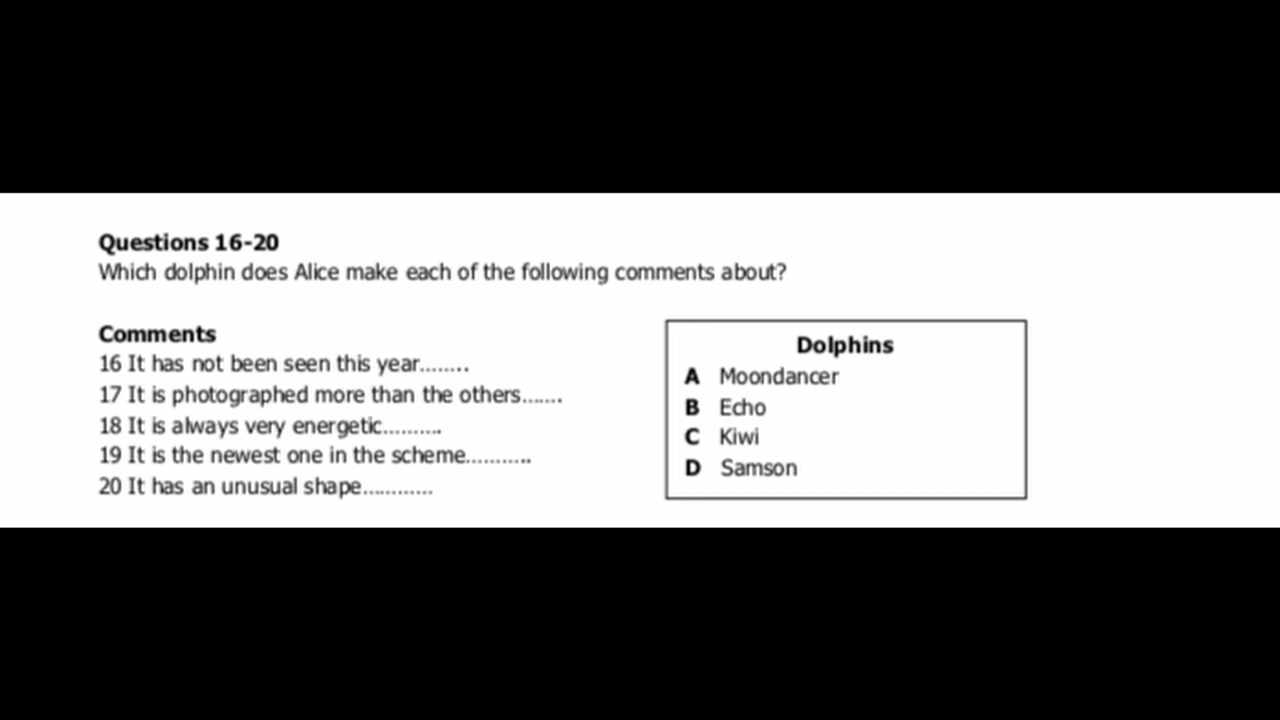 Questions 16-20
Which dolphin does Alice make each of the following comments about?
Comments
16 It has not been seen this year........
17 It is photographed more than the others.......
18 It is always very energetic..........
19 It is the newest one in the scheme...........
20 It has an unusual shape............
Dolphins
A Moondancer
B Echo
C Kiwi
D Samson